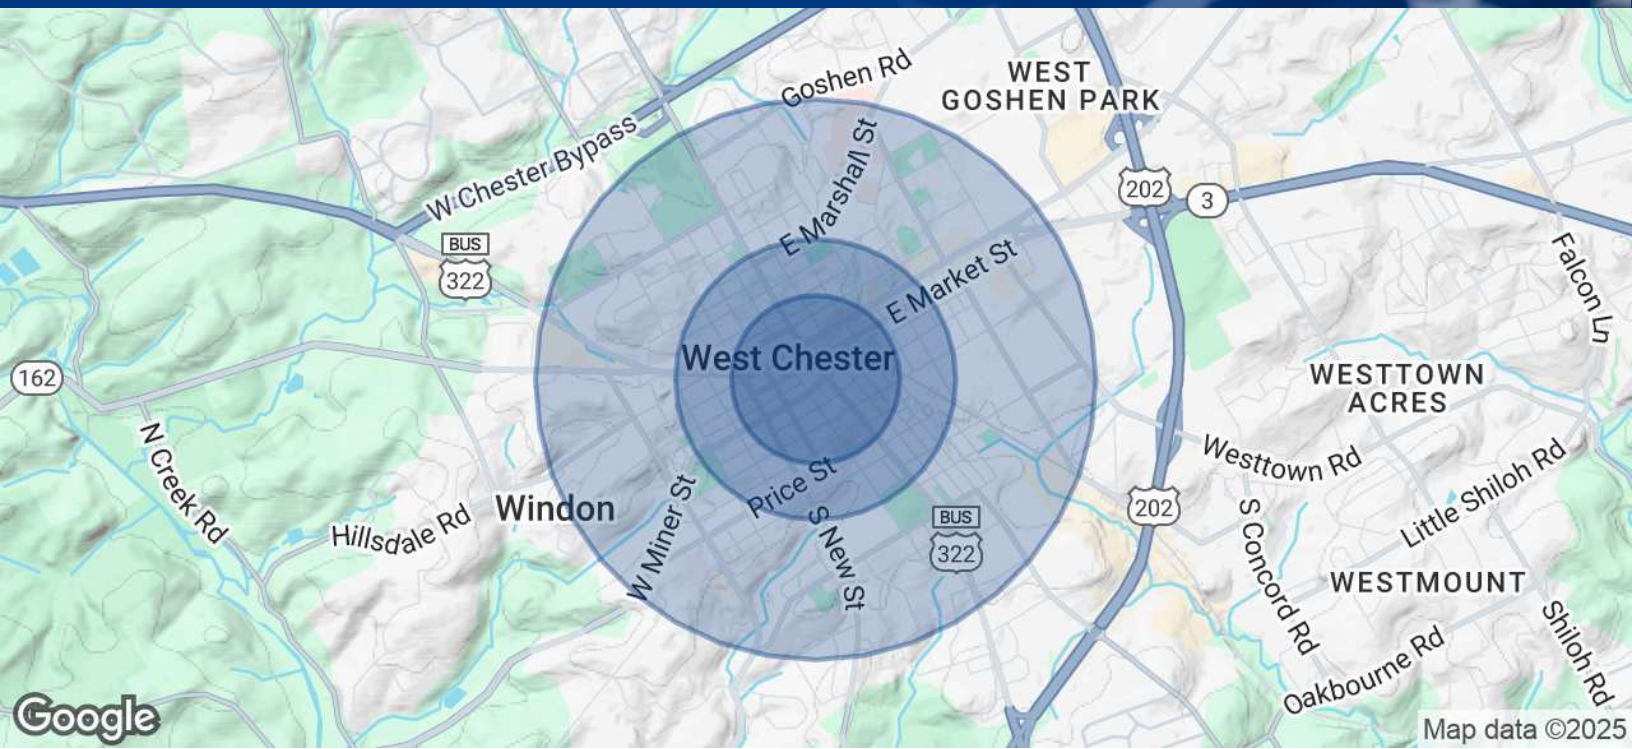 Goshen Rd
WEST
GOSHEN PARK
W Chester Bypass
E Marshall St
202
3
BUS
322
E Market St
Falcon Ln
West Chester
162
WESTTOWN
ACRES
N Creek Rd
Hillsdale Rd
Windon
W Miner St
Price St
S New St
BUS
322
202
Westtown Rd
Little Shiloh Rd
S Concord Rd
WESTMOUNT
Shiloh Rd
Oakbourne Rd
Google
Map data ©2025